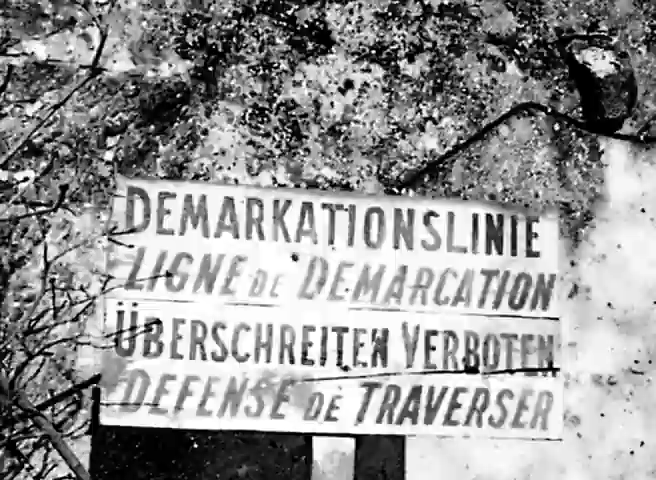 DEMARKATIONSLINIE
LIGNE DE DEMARCATION
ÜBERSCHREITEN VERBOTEN
DEFENSE DE TRAVERSER